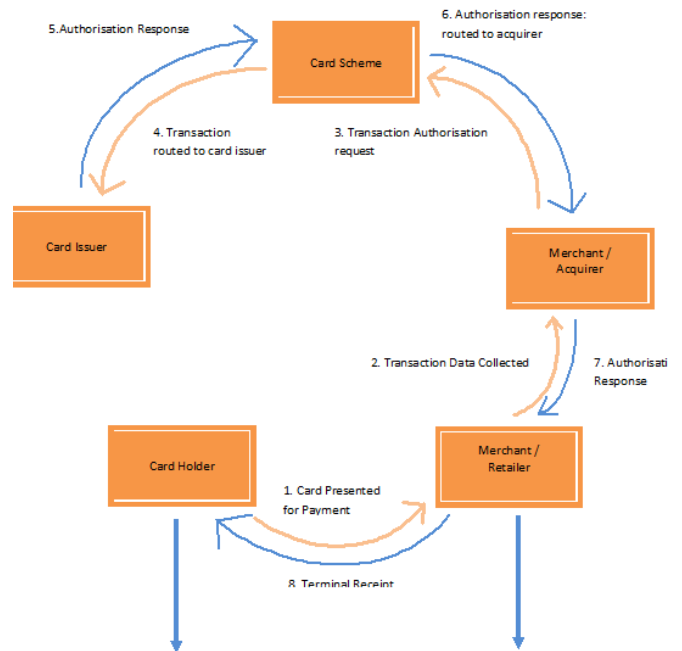 5.Authorisation Response
6. Authorisation response:
routed to acquirer
Card Scheme
4. Transaction
routed to card issuer
3. Transaction Authorisation
request
Card Issuer
Merchant /
Acquirer
2. Transaction Data Collected
7. Authorisati
Response
Card Holder
Merchant /
Retailer
1. Card Presented
for Payment
8. Terminal Receipt